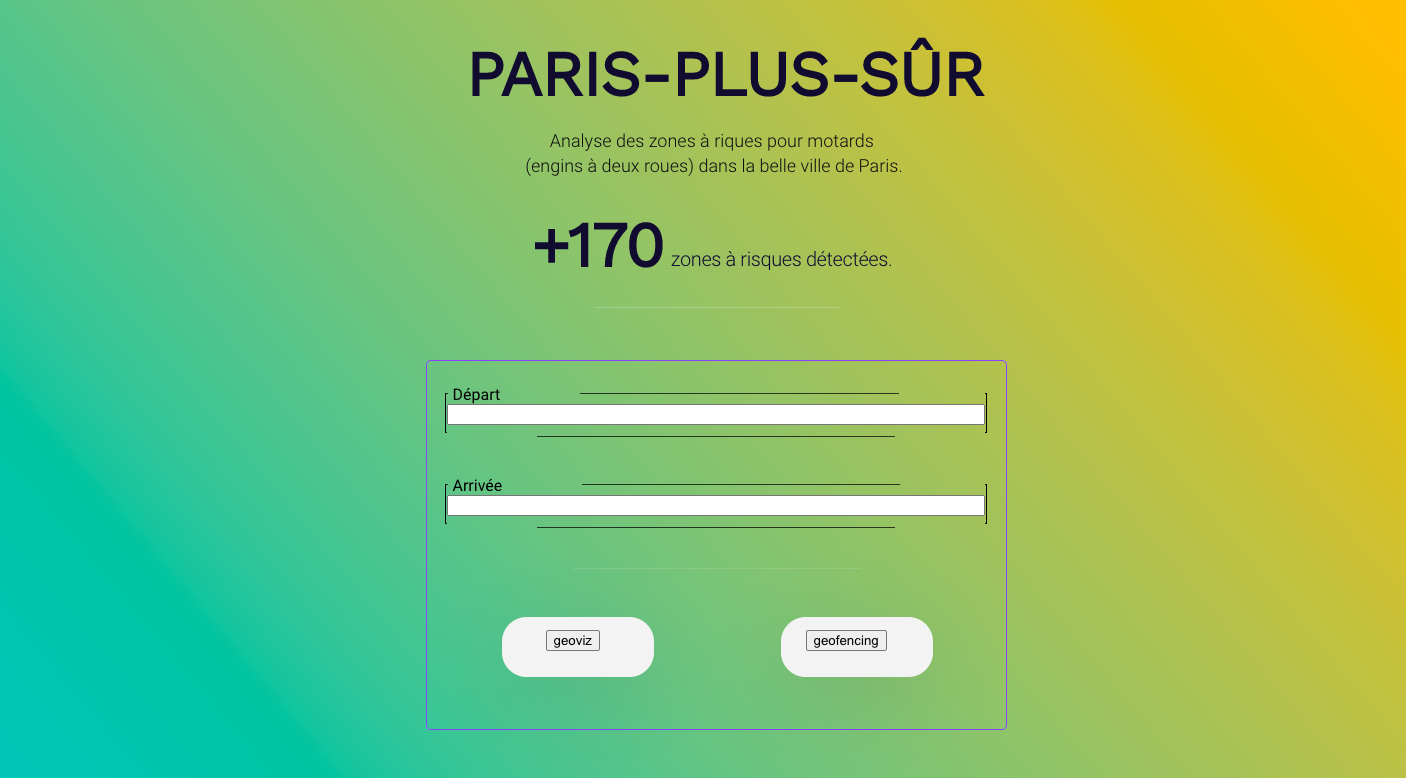 PARIS-PLUS-SÛR
Analyse des zones à riques pour motards
(engins à deux roues) dans la belle ville de Paris.
+170 zones à risques détectées.
Départ
Arrivée
geoviz
geofencing